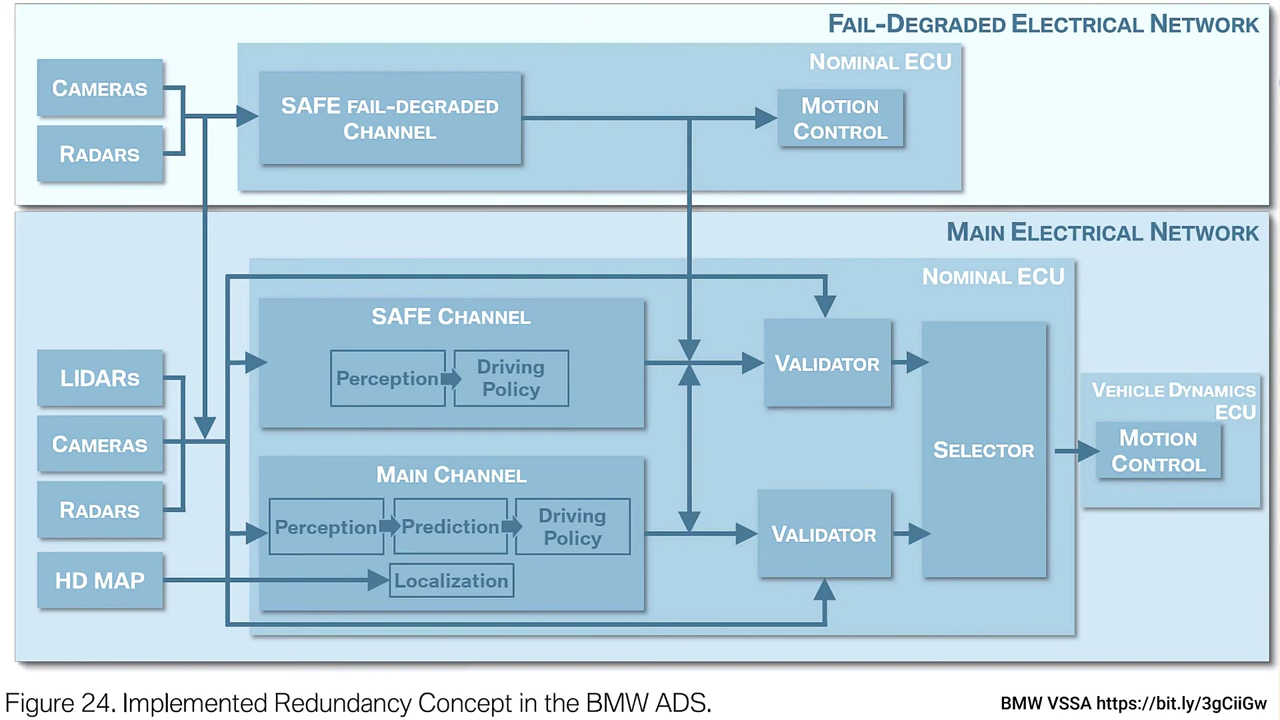 FAIL-DEGRADED ELECTRICAL NETWORK
NOMINAL ECU
CAMERAS
RADARS
SAFE FAIL-DEGRADED
CHANNEL
MOTION
CONTROL
MAIN ELECTRICAL NETWORK
NOMINAL ECU
SAFE CHANNEL
Perception
Driving
Policy
VALIDATOR
LIDARS
CAMERAS
RADARS
HD MAP
MAIN CHANNEL
Perception
Prediction
Driving
Policy
Localization
VALIDATOR
SELECTOR
VEHICLE DYNAMICS
ECU
MOTION
CONTROL
Figure 24. Implemented Redundancy Concept in the BMW ADS.
BMW VSSA https://bit.ly/3gCiiGw